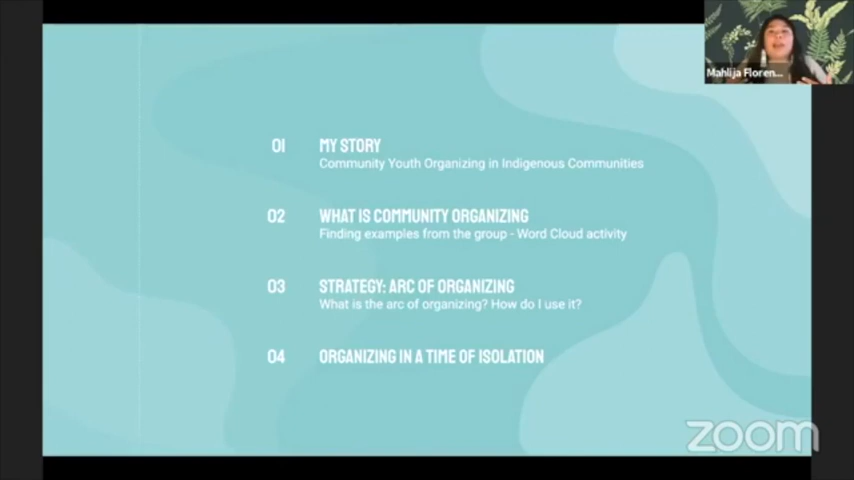 Mahlija Floren...
01 MY STORY
Community Youth Organizing in Indigenous Communities
02 WHAT IS COMMUNITY ORGANIZING
Finding examples from the group - Word Cloud activity
03 STRATEGY: ARC OF ORGANIZING
What is the arc of organizing? How do I use it?
04 ORGANIZING IN A TIME OF ISOLATION
zoom